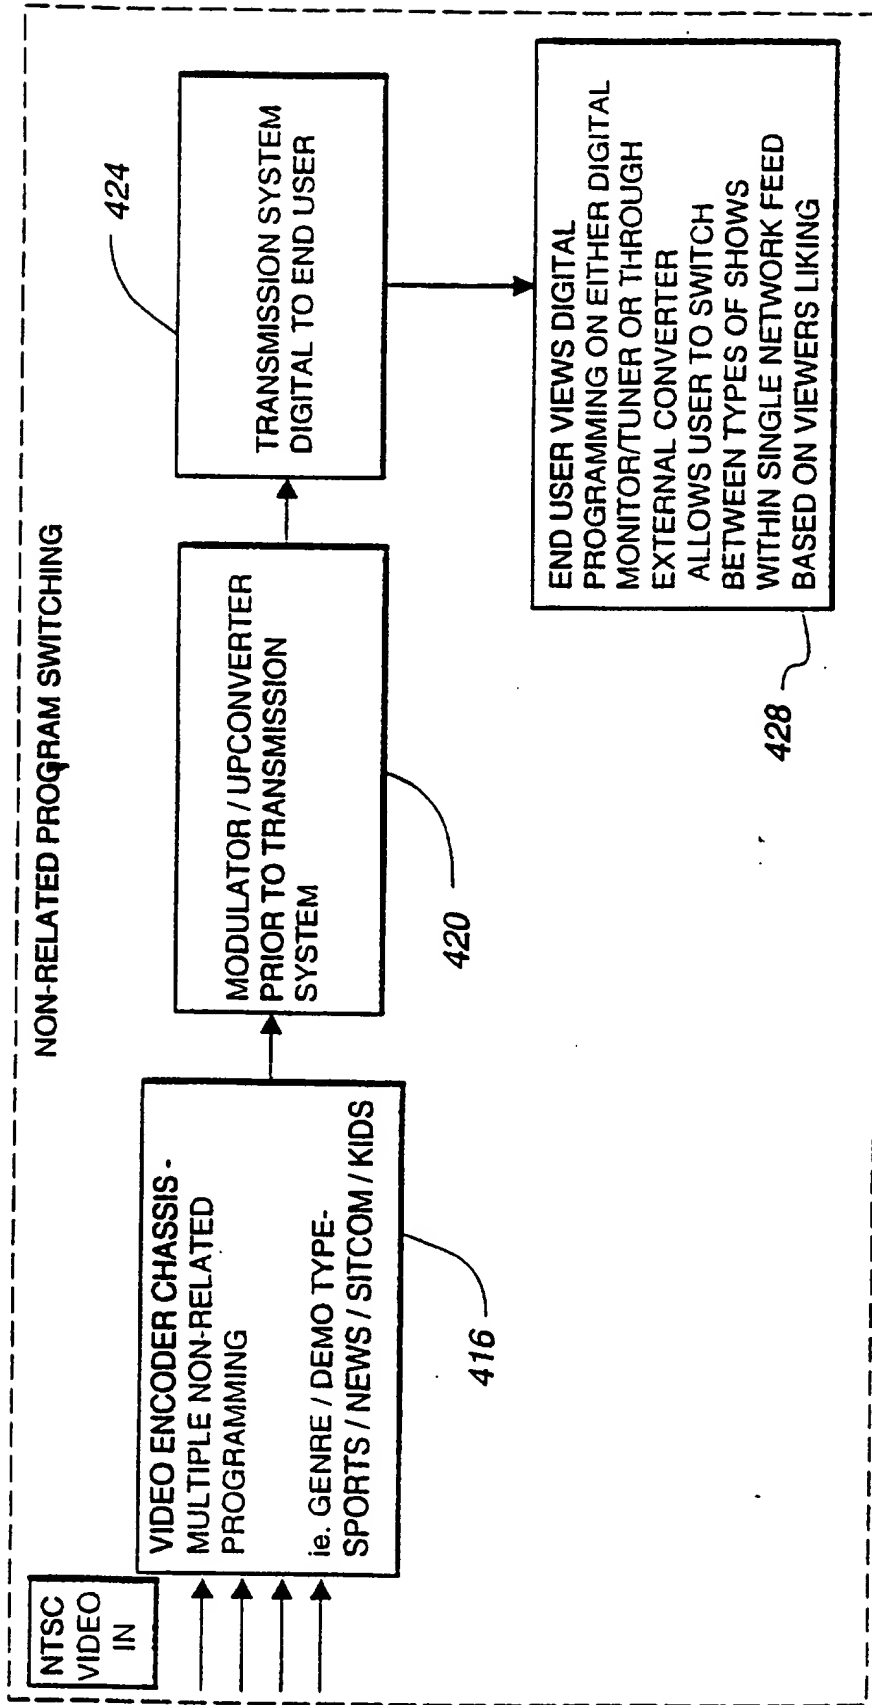 NON-RELATED PROGRAM SWITCHING
NTSC
VIDEO
IN
VIDEO ENCODER CHASSIS -
MULTIPLE NON-RELATED
PROGRAMMING
ie. GENRE / DEMO TYPE-
SPORTS / NEWS / SITCOM / KIDS
416
MODULATOR / UPCONVERTER
PRIOR TO TRANSMISSION
SYSTEM
420
TRANSMISSION SYSTEM
DIGITAL TO END USER
424
END USER VIEWS DIGITAL
PROGRAMMING ON EITHER DIGITAL
MONITOR/TUNER OR THROUGH
EXTERNAL CONVERTER
ALLOWS USER TO SWITCH
BETWEEN TYPES OF SHOWS
WITHIN SINGLE NETWORK FEED
BASED ON VIEWERS LIKING
428